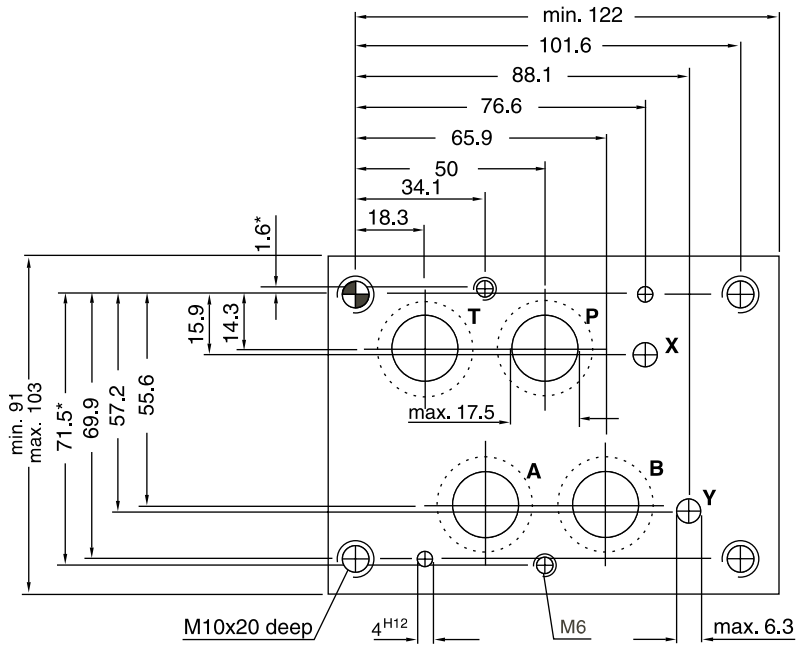 min. 122
101.6
88.1
76.6
65.9
50
34.1
18.3
1.6*
T
P
X
15.9
14.3
min. 91
max. 103
71.5*
69.9
57.2
55.6
max. 17.5
A
B
Y
M10x20 deep
4H12
M6
max. 6.3